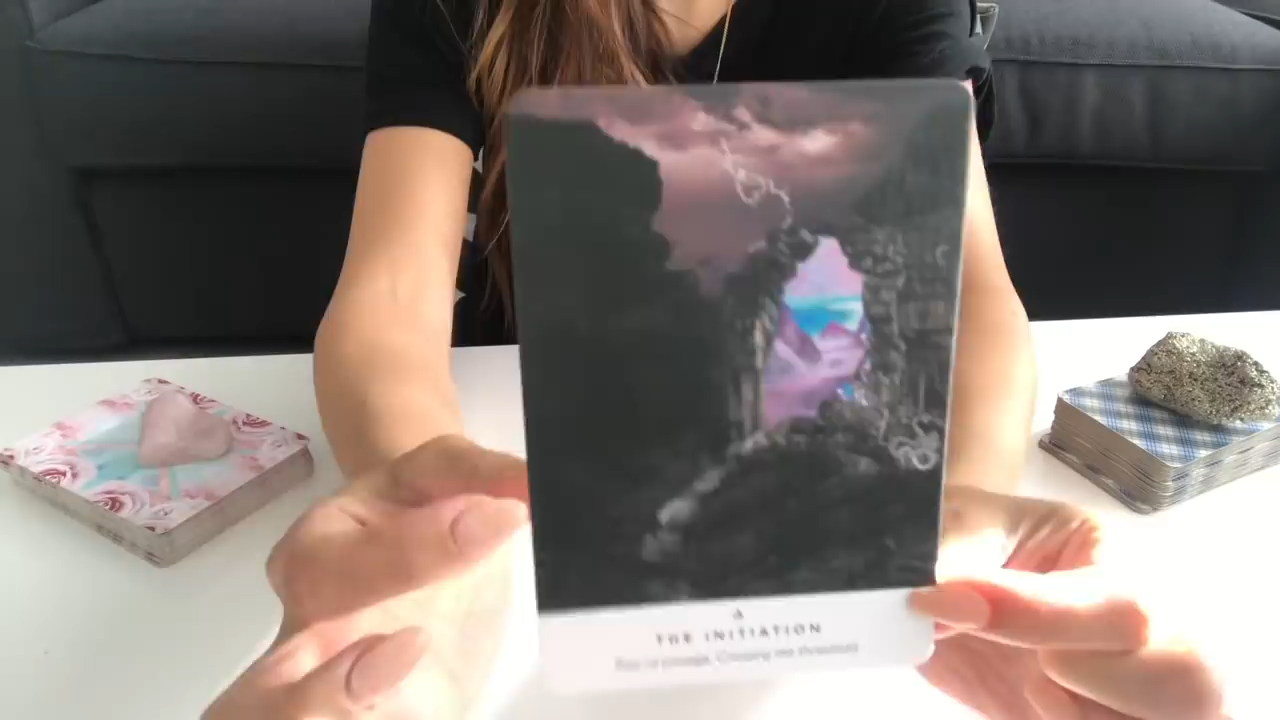 THE INITIATION
Rite of passage. Crossing the threshold.